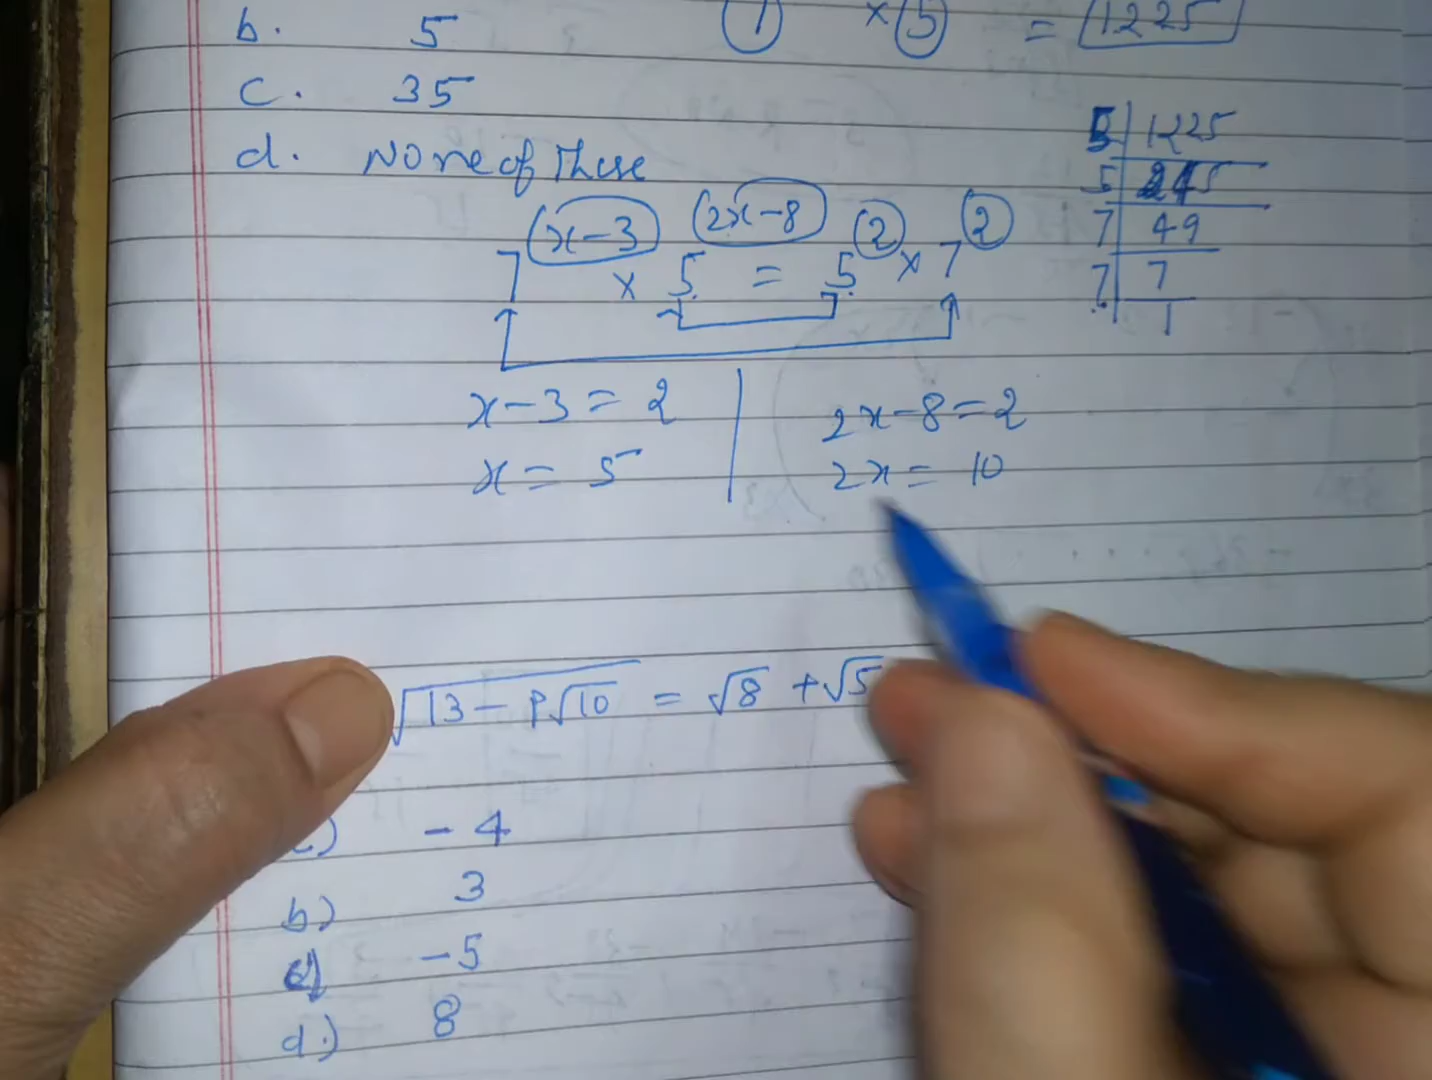 b. 5
① × ⑤ = 1225
c. 35
d. None of These
5 | 1225
5 | 245
7 | 49
7 | 7
1
7^(x-3) × 5^(2x-8) = 5^2 × 7^2
x-3 = 2
x = 5
2x-8=2
2x= 10
√(13 - P√10) = √8 + √5
- 4
b) 3
c) -5
d.) 8